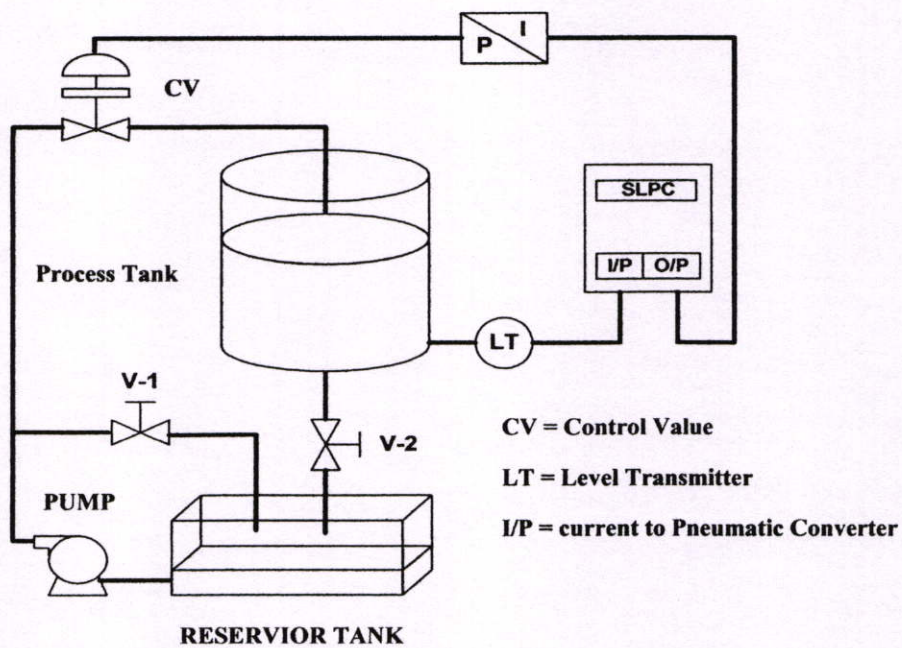 P I
CV
SLPC
I/P O/P
Process Tank
LT
V-1
V-2
CV = Control Value
LT = Level Transmitter
PUMP
I/P = current to Pneumatic Converter
RESERVIOR TANK